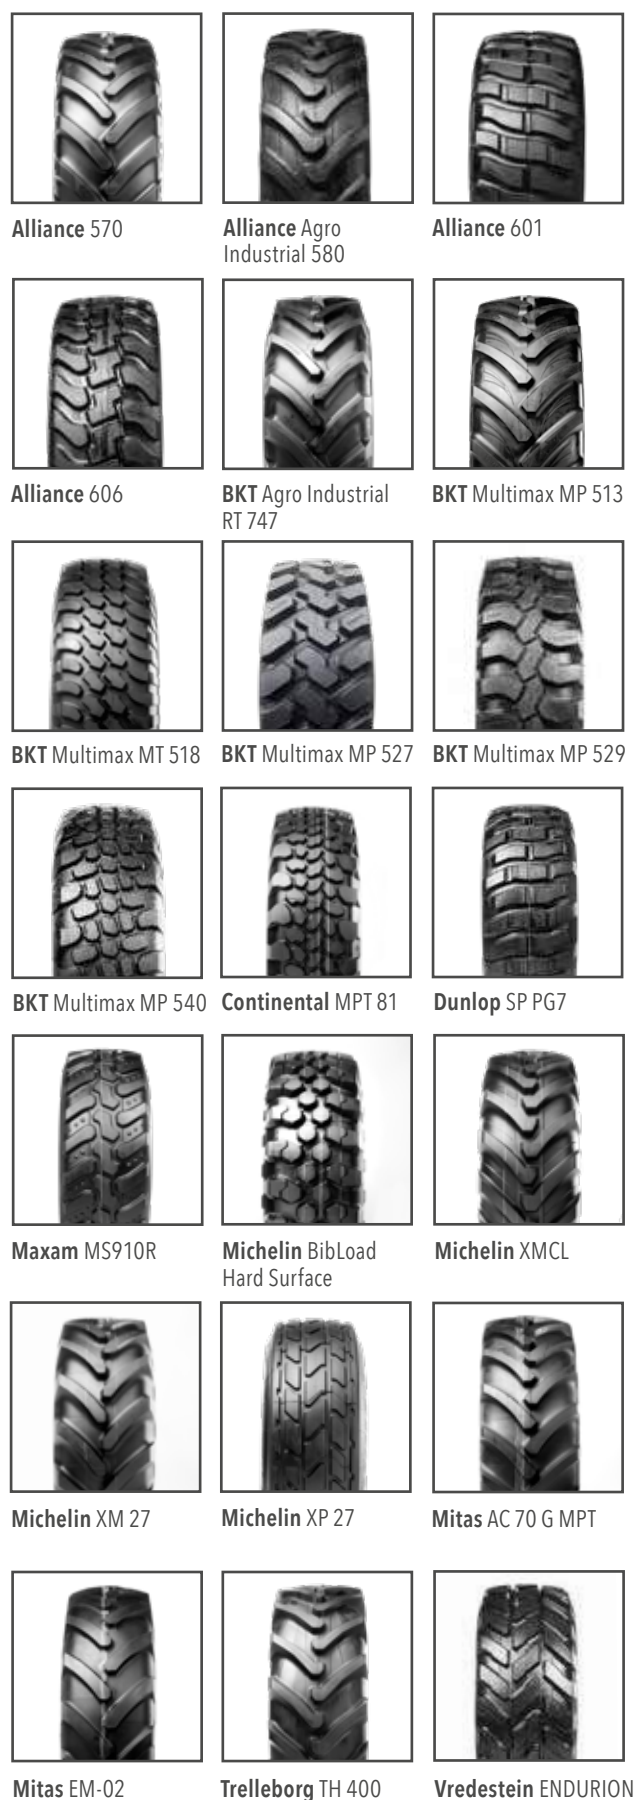 Alliance 570
Alliance Agro
Industrial 580
Alliance 601
Alliance 606
BKT Agro Industrial
RT 747
BKT Multimax MP 513
BKT Multimax MT 518
BKT Multimax MP 527
BKT Multimax MP 529
BKT Multimax MP 540
Continental MPT 81
Dunlop SP PG7
Maxam MS910R
Michelin BibLoad
Hard Surface
Michelin XMCL
Michelin XM 27
Michelin XP 27
Mitas AC 70 G MPT
Mitas EM-02
Trelleborg TH 400
Vredestein ENDURION